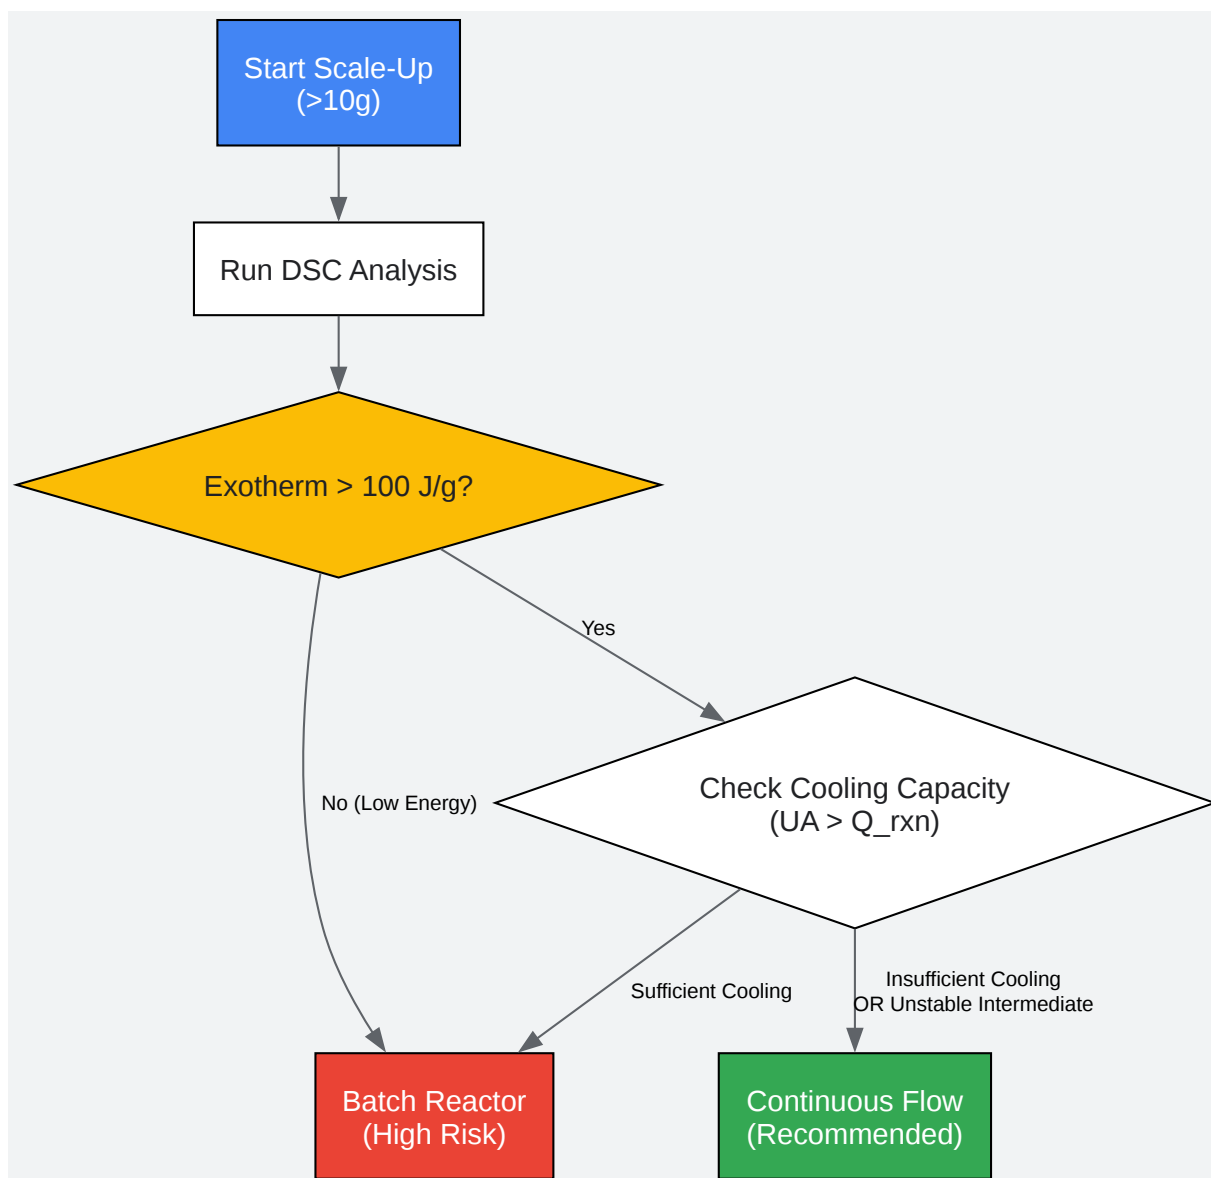 Start Scale-Up
(>10g)
Run DSC Analysis
Exotherm > 100 J/g?
Yes
No (Low Energy)
Check Cooling Capacity
(UA > Q_rxn)
Sufficient Cooling
Insufficient Cooling
OR Unstable Intermediate
Batch Reactor
(High Risk)
Continuous Flow
(Recommended)